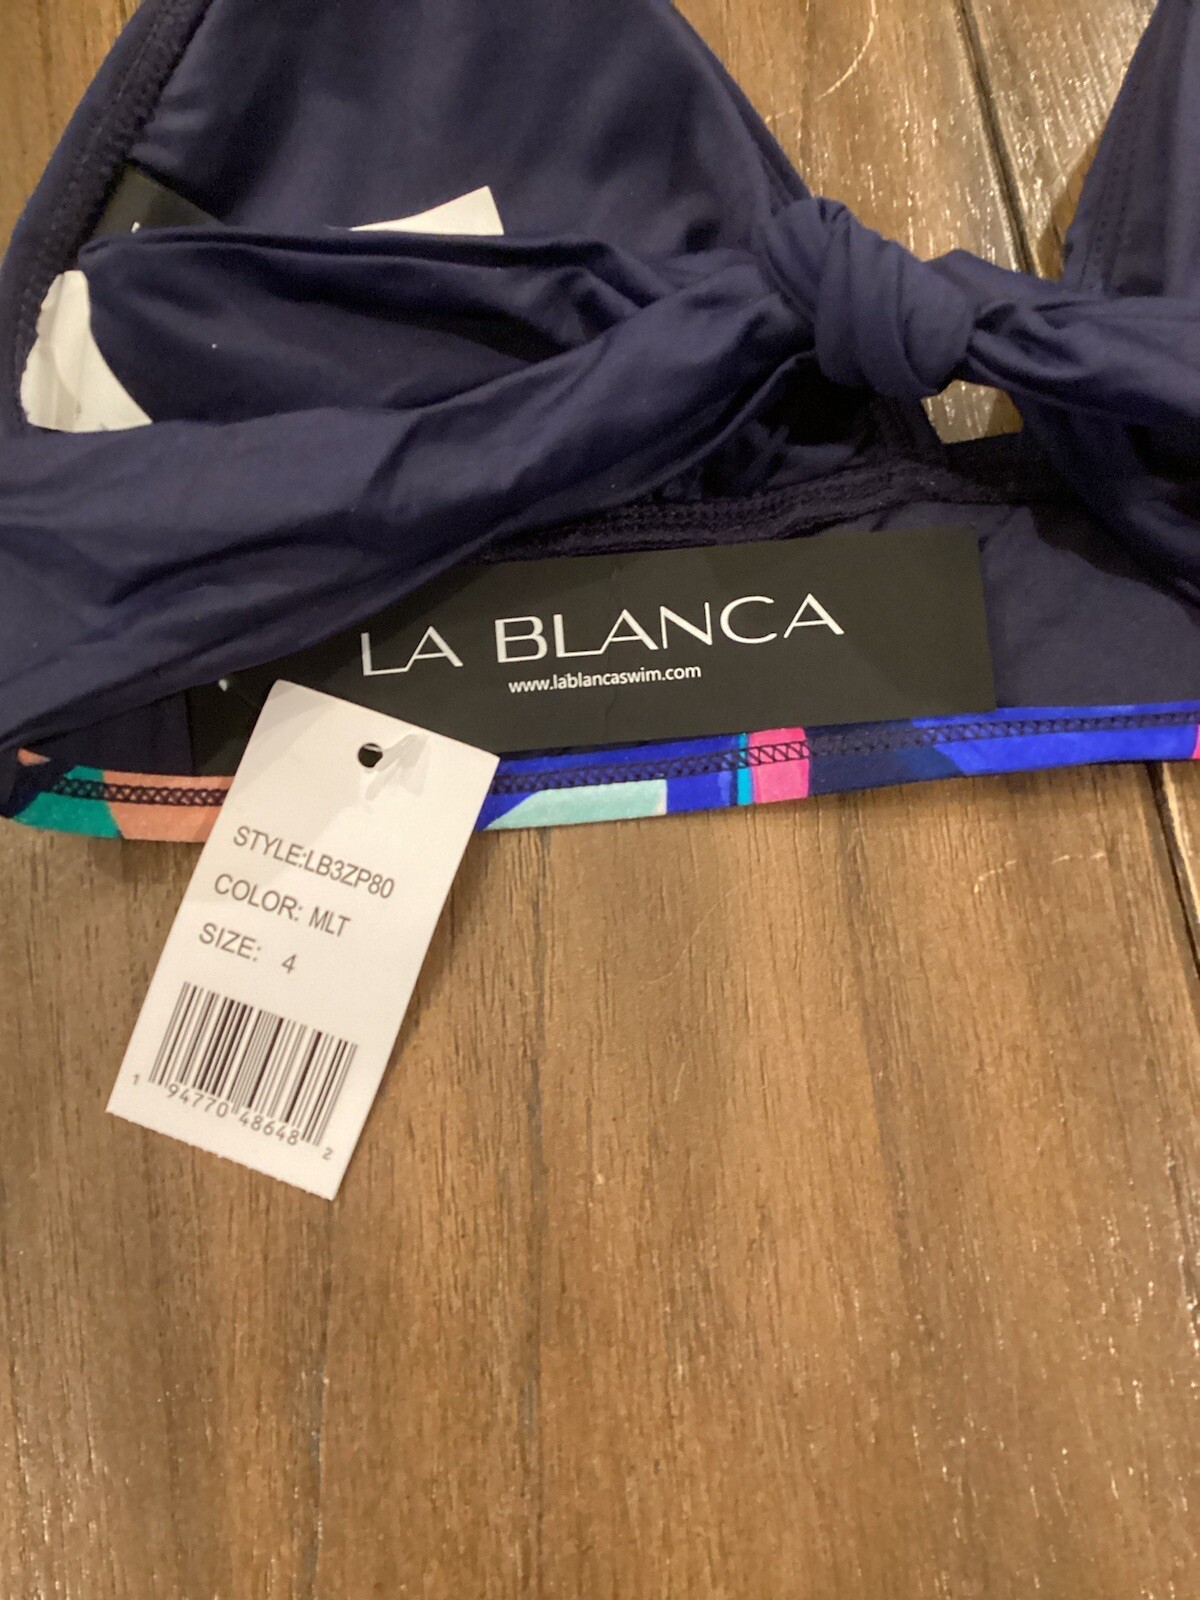 LA BLANCA
www.lablancaswim.com
STYLE:LB3ZP80
COLOR: MLT
SIZE: 4
1 94770 48648 2